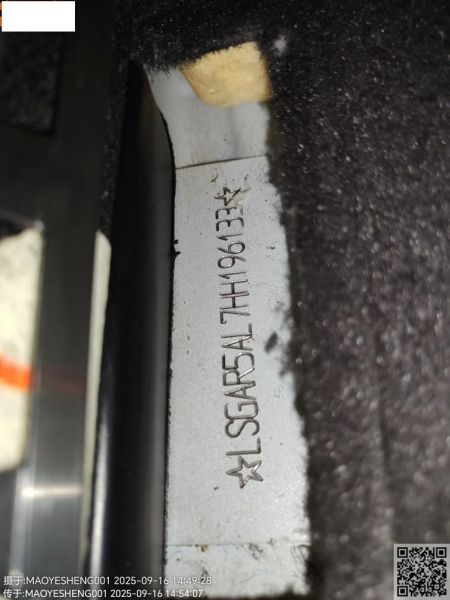 ☆LSGAR5AL7HH196133☆
摄于:MAOYESHENG001 2025-09-16 14:49:28
传于:MAOYESHENG001 2025-09-16 14:54:07